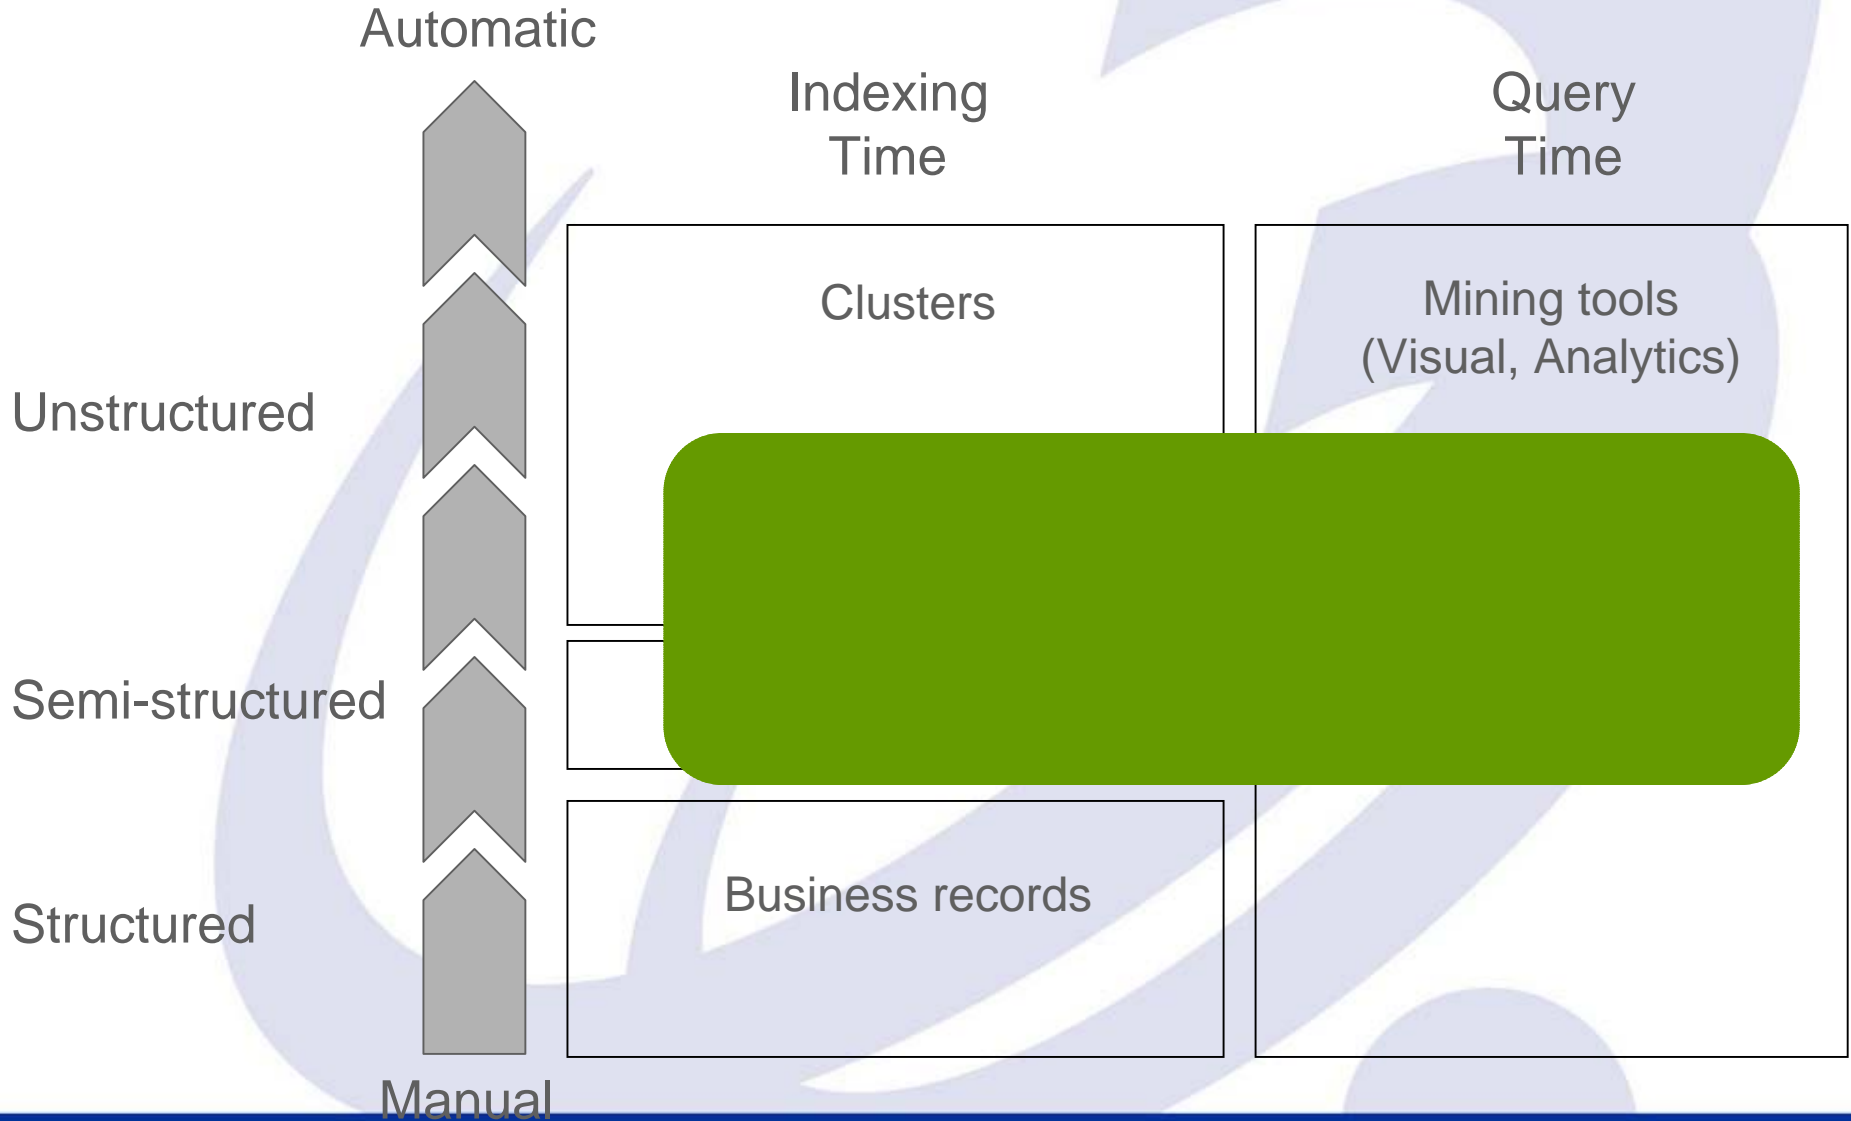 Automatic
Indexing
Time
Query
Time
Clusters
Mining tools
(Visual, Analytics)
Unstructured
Semi-structured
Business records
Structured
Manual